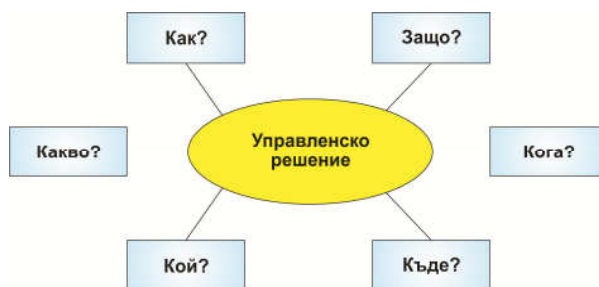 Как?
Защо?
Какво?
Управленско
решение
Кога?
Кой?
Къде?